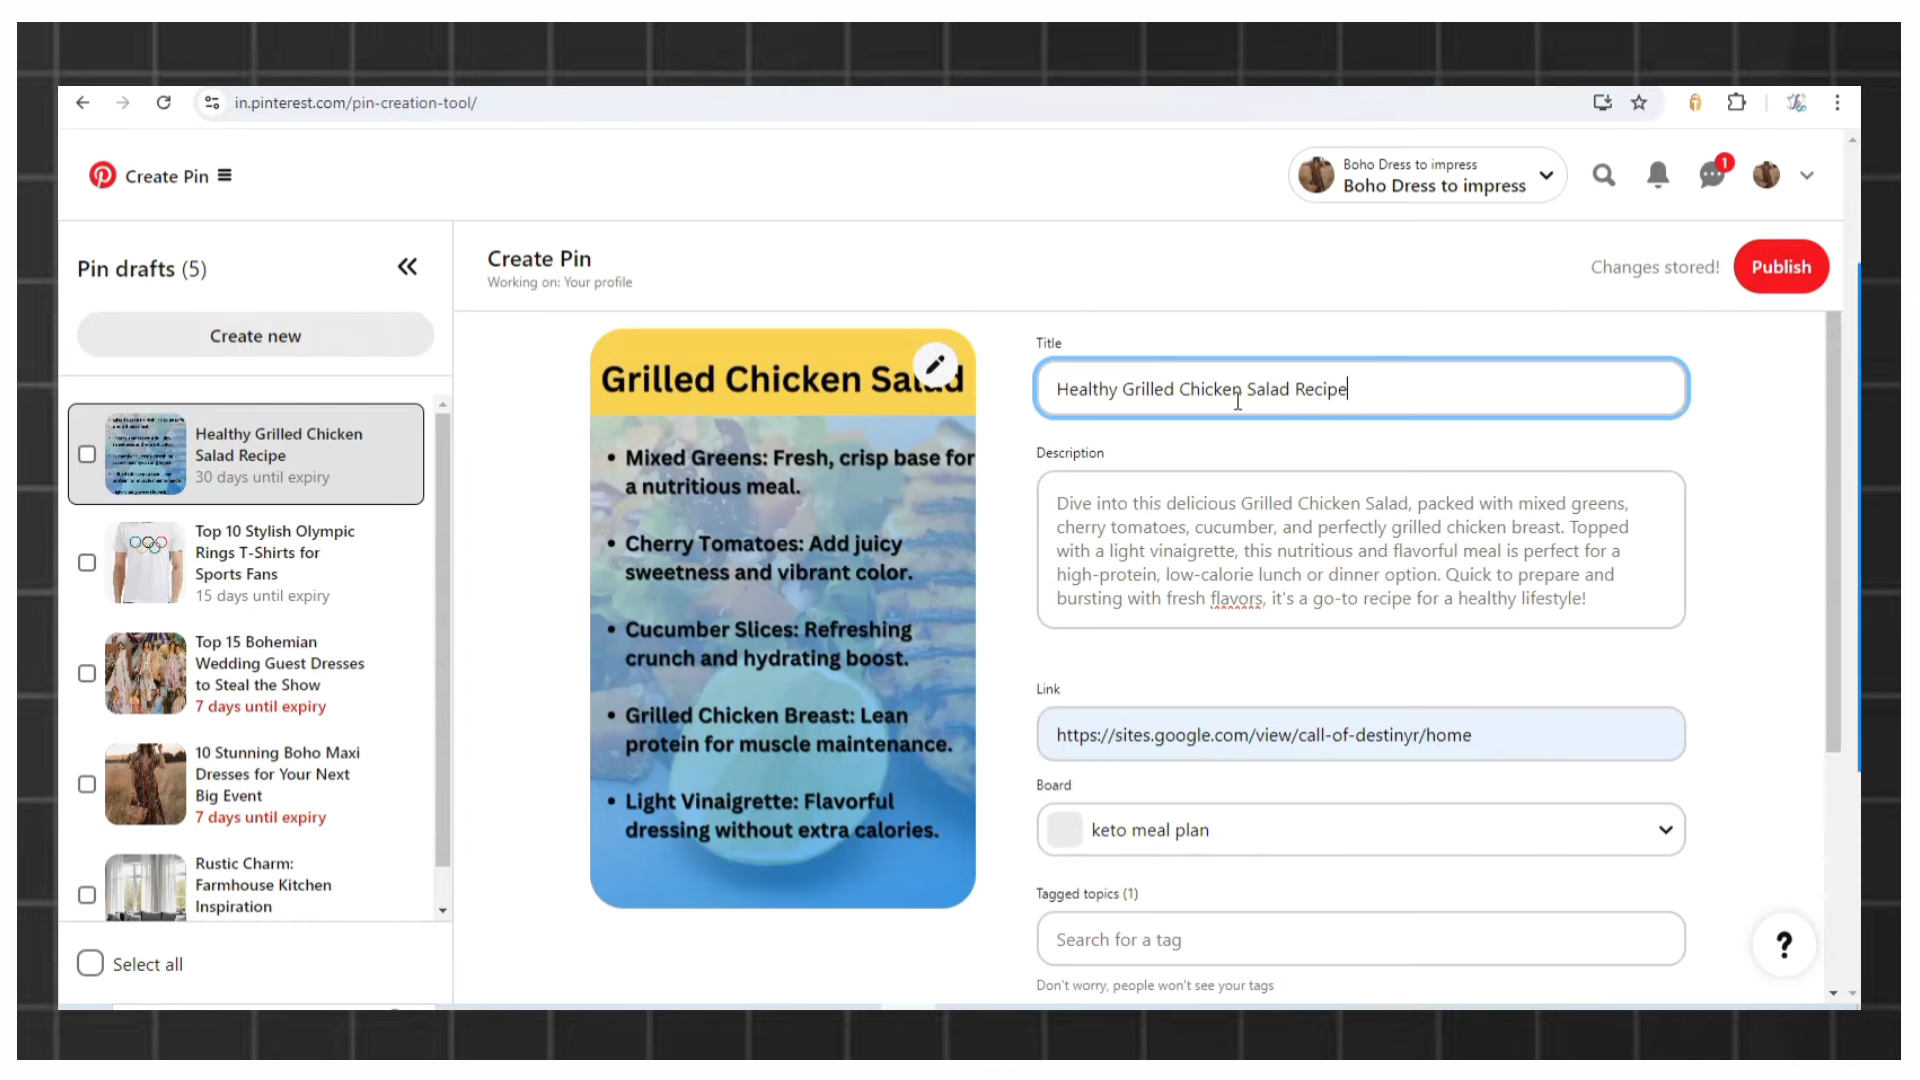 in.pinterest.com/pin-creation-tool/
Create Pin
Boho Dress to impress
Boho Dress to impress
1
Pin drafts (5)
Create new
Healthy Grilled Chicken
Salad Recipe
30 days until expiry
Top 10 Stylish Olympic
Rings T-Shirts for
Sports Fans
15 days until expiry
Top 15 Bohemian
Wedding Guest Dresses
to Steal the Show
7 days until expiry
10 Stunning Boho Maxi
Dresses for Your Next
Big Event
7 days until expiry
Rustic Charm:
Farmhouse Kitchen
Inspiration
Select all
Create Pin
Working on: Your profile
Changes stored!
Publish
Grilled Chicken Salad
• Mixed Greens: Fresh, crisp base for
a nutritious meal.
• Cherry Tomatoes: Add juicy
sweetness and vibrant color.
• Cucumber Slices: Refreshing
crunch and hydrating boost.
• Grilled Chicken Breast: Lean
protein for muscle maintenance.
• Light Vinaigrette: Flavorful
dressing without extra calories.
Title
Healthy Grilled Chicken Salad Recipe
Description
Dive into this delicious Grilled Chicken Salad, packed with mixed greens,
cherry tomatoes, cucumber, and perfectly grilled chicken breast. Topped
with a light vinaigrette, this nutritious and flavorful meal is perfect for a
high-protein, low-calorie lunch or dinner option. Quick to prepare and
bursting with fresh flavors, it's a go-to recipe for a healthy lifestyle!
Link
https://sites.google.com/view/call-of-destinyr/home
Board
keto meal plan
Tagged topics (1)
Search for a tag
Don't worry, people won't see your tags
?